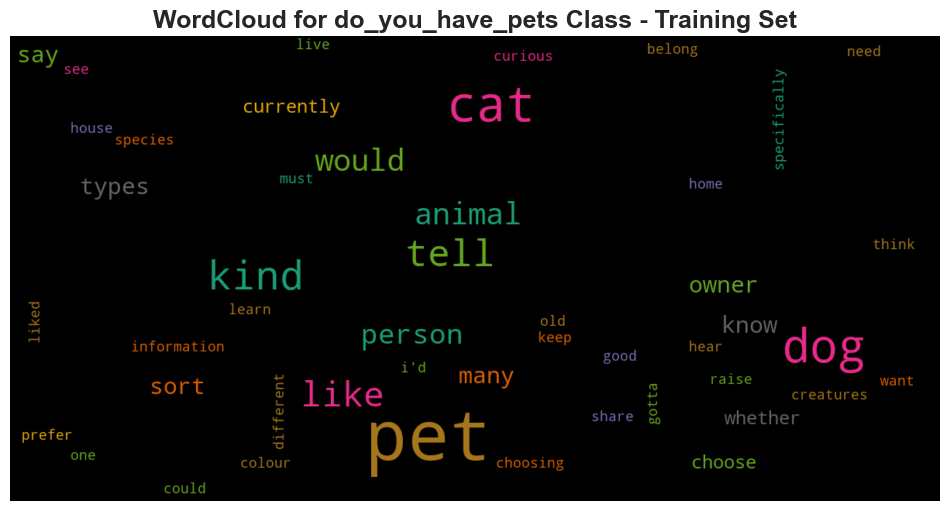 WordCloud for do_you_have_pets Class - Training Set
live
say
curious
belong
need
see
cat
currently
specifically
house
species
would
types
must
home
animal
tell
think
kind
owner
learn
liked
old
know
person
keep
information
good
hear
dog
i'd
many
raise
want
sort
like
different
gotta
creatures
share
whether
pet
prefer
one
colour
choosing
choose
could